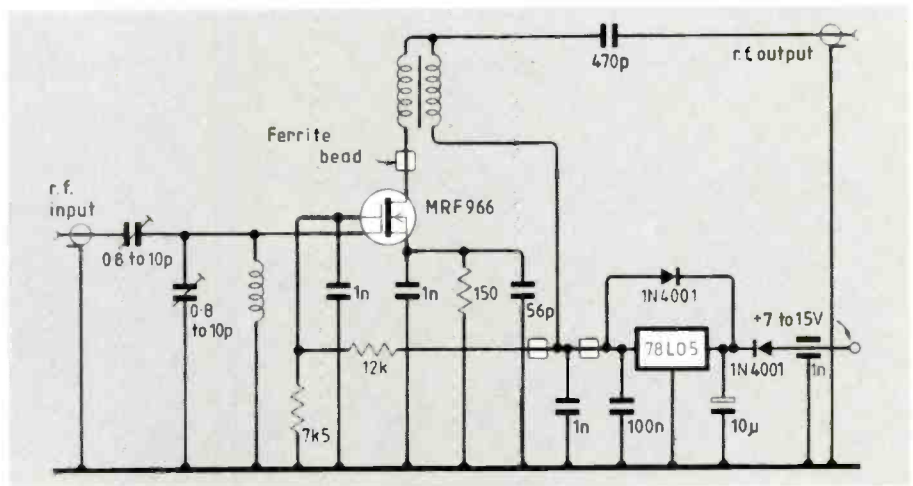 470p
r.f. output
Ferrite
bead
r.f.
input
MRF966
0·8 to 10p
0·8
to 10p
1n
1n
150
56p
1N4001
+7 to 15V
78L05
1N4001
1n
12k
7k5
1n
100n
10μ